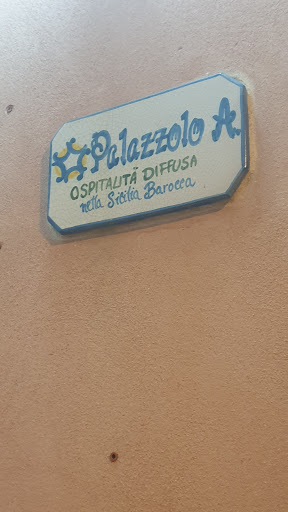 Palazzolo A.
OSPITALITÀ DIFFUSA
nella Sicilia Barocca